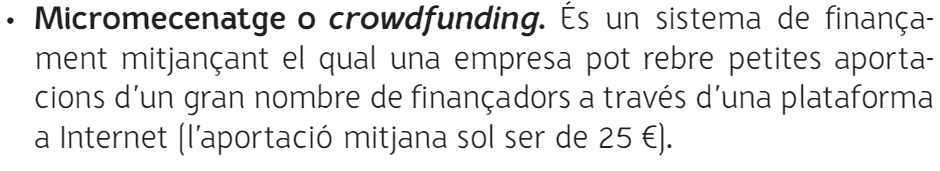 • Micromecenatge o crowdfunding. És un sistema de finança-
ment mitjançant el qual una empresa pot rebre petites aporta-
cions d'un gran nombre de finançadors a través d'una plataforma
a Internet (l'aportació mitjana sol ser de 25 €).